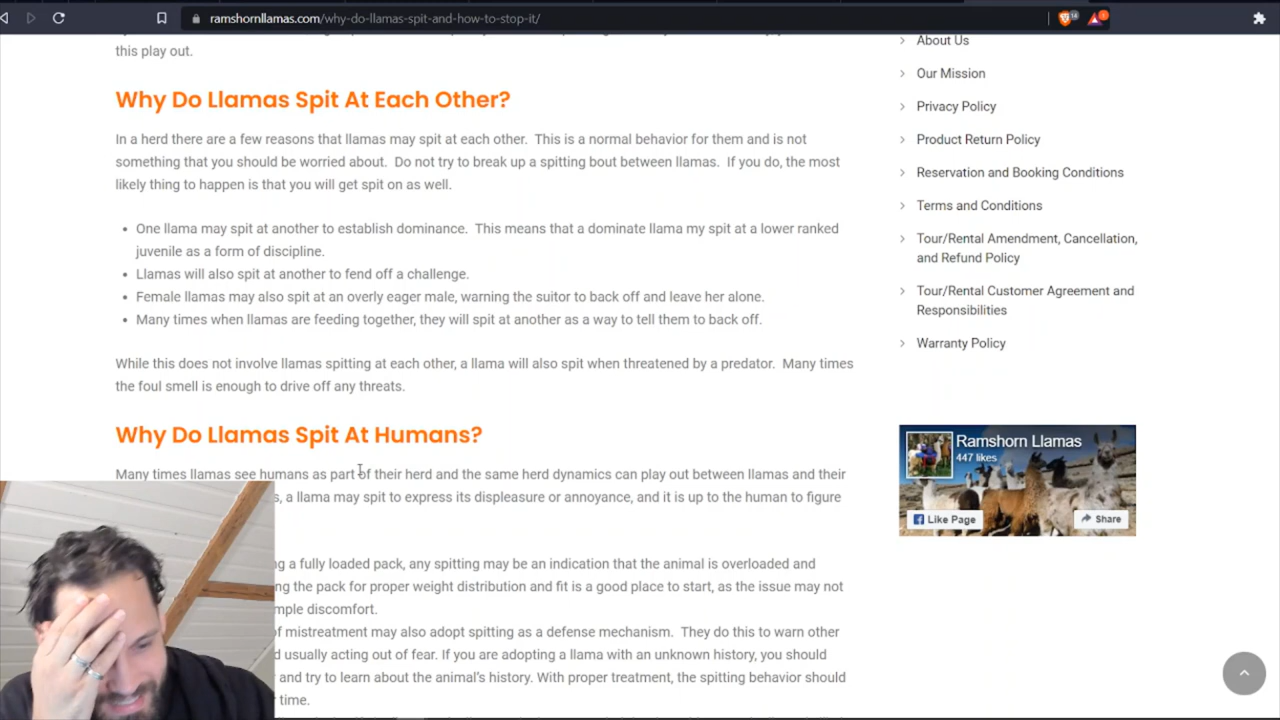 ramshornllamas.com/why-do-llamas-spit-and-how-to-stop-it/
this play out.
Why Do Llamas Spit At Each Other?
In a herd there are a few reasons that llamas may spit at each other. This is a normal behavior for them and is not
something that you should be worried about. Do not try to break up a spitting bout between llamas. If you do, the most
likely thing to happen is that you will get spit on as well.
One llama may spit at another to establish dominance. This means that a dominate llama my spit at a lower ranked
juvenile as a form of discipline.
Llamas will also spit at another to fend off a challenge.
Female llamas may also spit at an overly eager male, warning the suitor to back off and leave her alone.
Many times when llamas are feeding together, they will spit at another as a way to tell them to back off.
While this does not involve llamas spitting at each other, a llama will also spit when threatened by a predator. Many times
the foul smell is enough to drive off any threats.
Why Do Llamas Spit At Humans?
Many times llamas see humans as part of their herd and the same herd dynamics can play out between llamas and their
, a llama may spit to express its displeasure or annoyance, and it is up to the human to figure
a fully loaded pack, any spitting may be an indication that the animal is overloaded and
the pack for proper weight distribution and fit is a good place to start, as the issue may not
discomfort.
mistreatment may also adopt spitting as a defense mechanism. They do this to warn other
usually acting out of fear. If you are adopting a llama with an unknown history, you should
and try to learn about the animal's history. With proper treatment, the spitting behavior should
time.
About Us
Our Mission
Privacy Policy
Product Return Policy
Reservation and Booking Conditions
Terms and Conditions
Tour/Rental Amendment, Cancellation,
and Refund Policy
Tour/Rental Customer Agreement and
Responsibilities
Warranty Policy
Ramshorn Llamas
447 likes
Like Page
Share